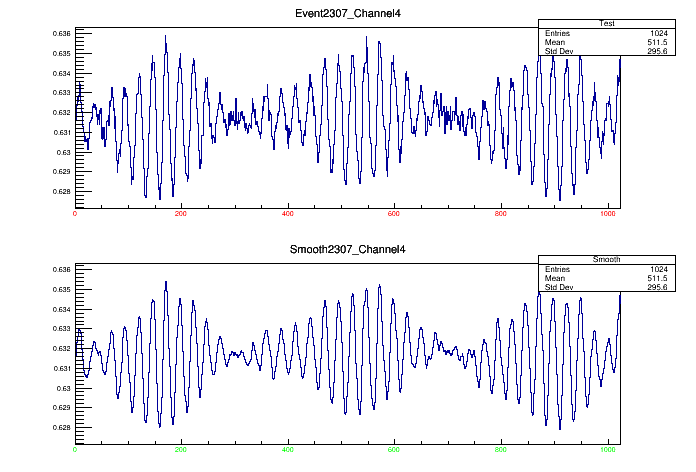 Event2307_Channel4
Test
Entries 1024
Mean 511.5
Std Dev 295.6
0.636
0.635
0.634
0.633
0.632
0.631
0.63
0.629
0.628
0 200 400 600 800 1000
Smooth2307_Channel4
Smooth
Entries 1024
Mean 511.5
Std Dev 295.6
0.636
0.635
0.634
0.633
0.632
0.631
0.63
0.629
0.628
0 200 400 600 800 1000